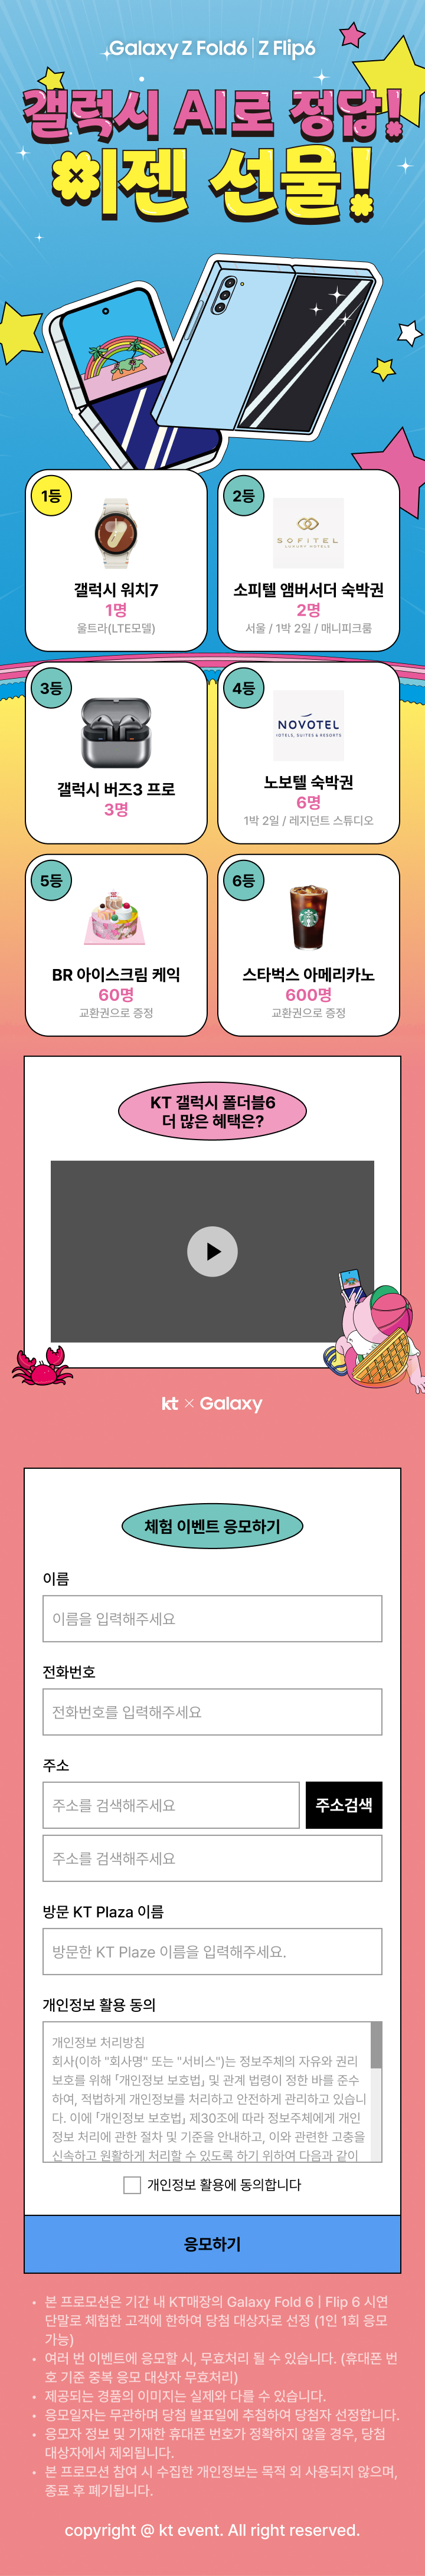 Galaxy Z Fold6 | Z Flip6
갤럭시 AI로 정답!
이젠 선물!
1등
갤럭시 워치7
1명
울트라(LTE모델)
2등
SOFITEL
LUXURY HOTELS
소피텔 앰버서더 숙박권
2명
서울 / 1박 2일 / 매니피크룸
3등
갤럭시 버즈3 프로
3명
4등
NOVOTEL
HOTELS, SUITES & RESORTS
노보텔 숙박권
6명
1박 2일 / 레지던트 스튜디오
5등
BR 아이스크림 케익
60명
교환권으로 증정
6등
스타벅스 아메리카노
600명
교환권으로 증정
KT 갤럭시 폴더블6
더 많은 혜택은?
kt × Galaxy
체험 이벤트 응모하기
이름
이름을 입력해주세요
전화번호
전화번호를 입력해주세요
주소
주소를 검색해주세요
주소검색
주소를 검색해주세요
방문 KT Plaza 이름
방문한 KT Plaze 이름을 입력해주세요.
개인정보 활용 동의
개인정보 처리방침
회사(이하 "회사명" 또는 "서비스")는 정보주체의 자유와 권리
보호를 위해 「개인정보 보호법」 및 관계 법령이 정한 바를 준수
하여, 적법하게 개인정보를 처리하고 안전하게 관리하고 있습니
다. 이에 「개인정보 보호법」 제30조에 따라 정보주체에게 개인
정보 처리에 관한 절차 및 기준을 안내하고, 이와 관련한 고충을
신속하고 원활하게 처리할 수 있도록 하기 위하여 다음과 같이
개인정보 활용에 동의합니다
응모하기
• 본 프로모션은 기간 내 KT매장의 Galaxy Fold 6 | Flip 6 시연
단말로 체험한 고객에 한하여 당첨 대상자로 선정 (1인 1회 응모
가능)
• 여러 번 이벤트에 응모할 시, 무효처리 될 수 있습니다. (휴대폰 번
호 기준 중복 응모 대상자 무효처리)
• 제공되는 경품의 이미지는 실제와 다를 수 있습니다.
• 응모일자는 무관하며 당첨 발표일에 추첨하여 당첨자 선정합니다.
• 응모자 정보 및 기재한 휴대폰 번호가 정확하지 않을 경우, 당첨
대상자에서 제외됩니다.
• 본 프로모션 참여 시 수집한 개인정보는 목적 외 사용되지 않으며,
종료 후 폐기됩니다.
copyright @ kt event. All right reserved.